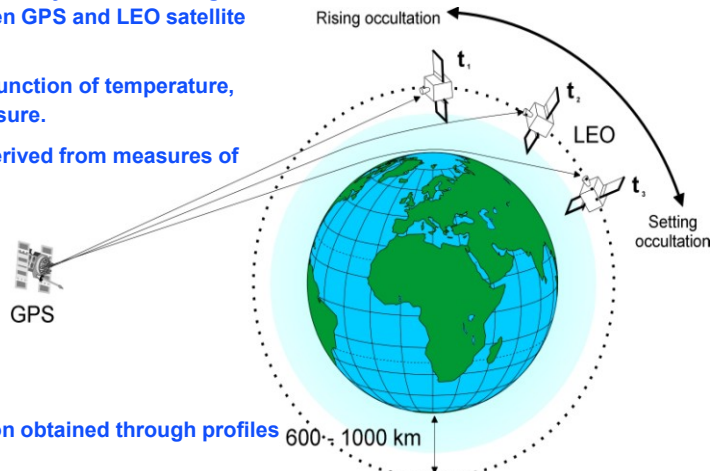 en GPS and LEO satellite
unction of temperature,
sure.
erived from measures of
on obtained through profiles
Rising occultation
t₁
t₂
LEO
t₃
Setting
occultation
GPS
600 - 1000 km